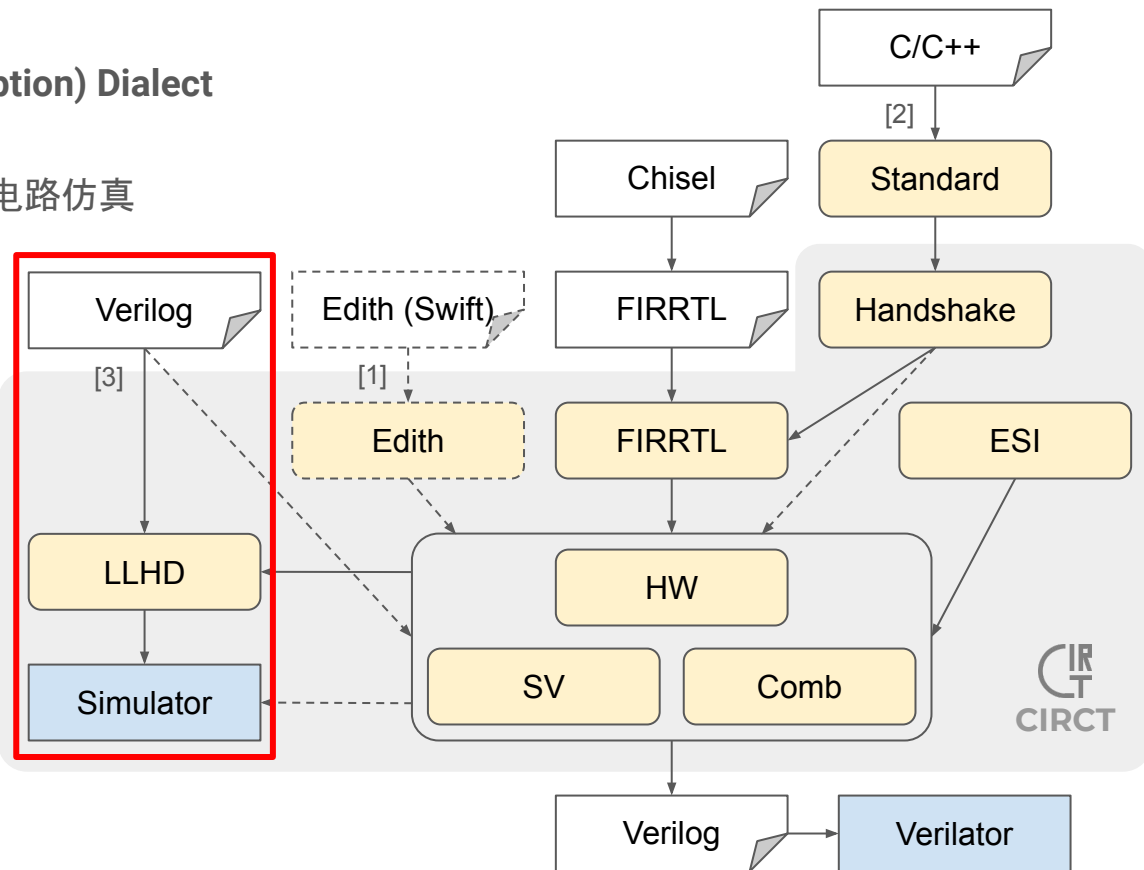 ption) Dialect
电路仿真
C/C++
[2]
Chisel
Standard
Verilog
Edith (Swift)
FIRRTL
Handshake
[3]
[1]
Edith
FIRRTL
ESI
LLHD
HW
Simulator
SV
Comb
CIRCT
CIRCT
Verilog
Verilator